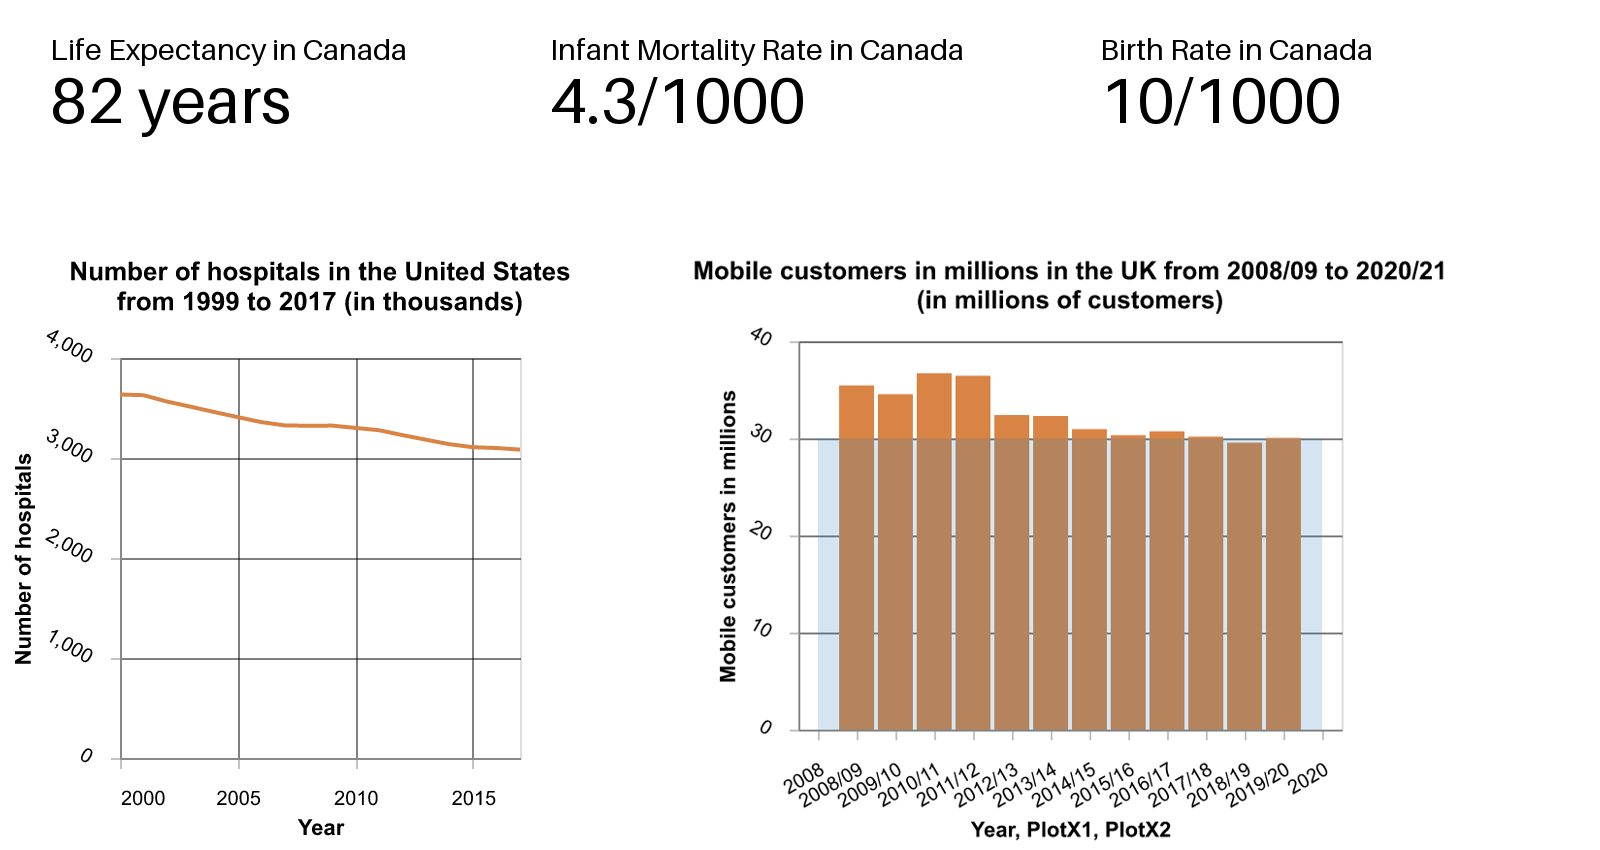 Life Expectancy in Canada
82 years
Infant Mortality Rate in Canada
4.3/1000
Birth Rate in Canada
10/1000
Number of hospitals in the United States
from 1999 to 2017 (in thousands)
4,000
3,000
2,000
1,000
0
Number of hospitals
2000
2005
2010
2015
Year
Mobile customers in millions in the UK from 2008/09 to 2020/21
(in millions of customers)
40
30
20
10
0
Mobile customers in millions
2008
2008/09
2009/10
2010/11
2011/12
2012/13
2013/14
2014/15
2015/16
2016/17
2017/18
2018/19
2019/20
2020
Year, PlotX1, PlotX2